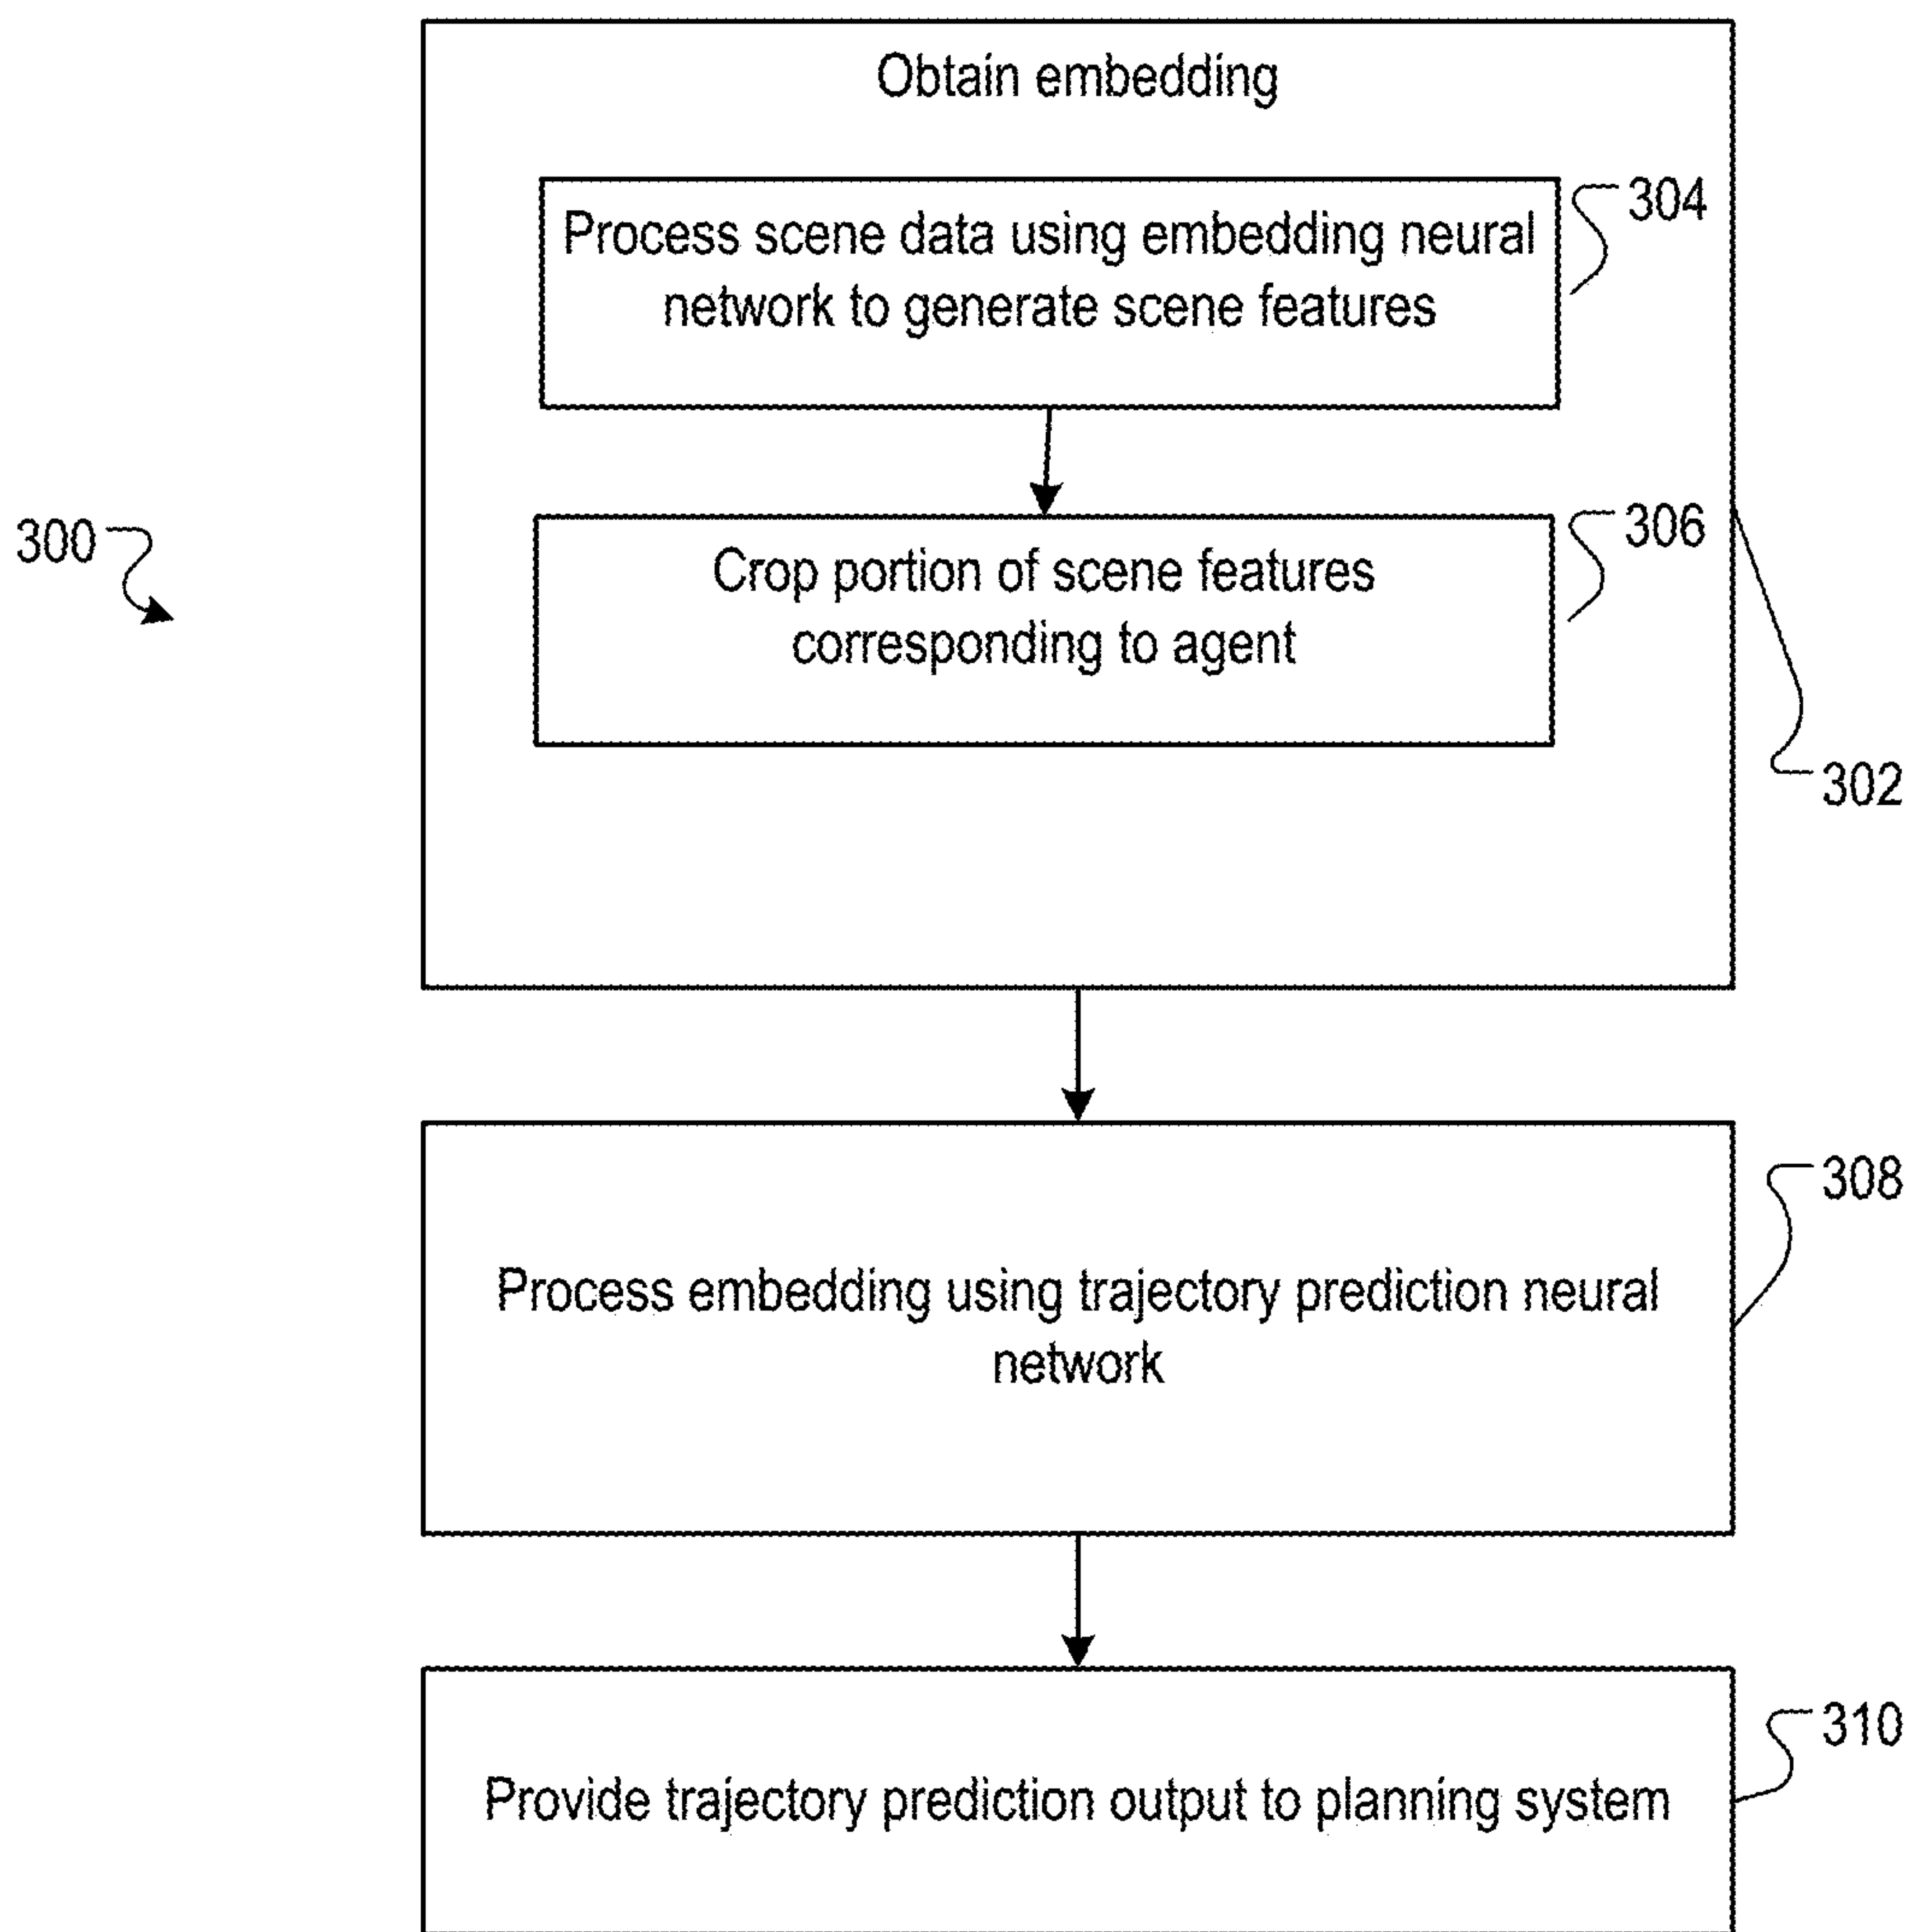 Obtain embedding
304
Process scene data using embedding neural
network to generate scene features
300
306
Crop portion of scene features
corresponding to agent
302
308
Process embedding using trajectory prediction neural
network
310
Provide trajectory prediction output to planning system